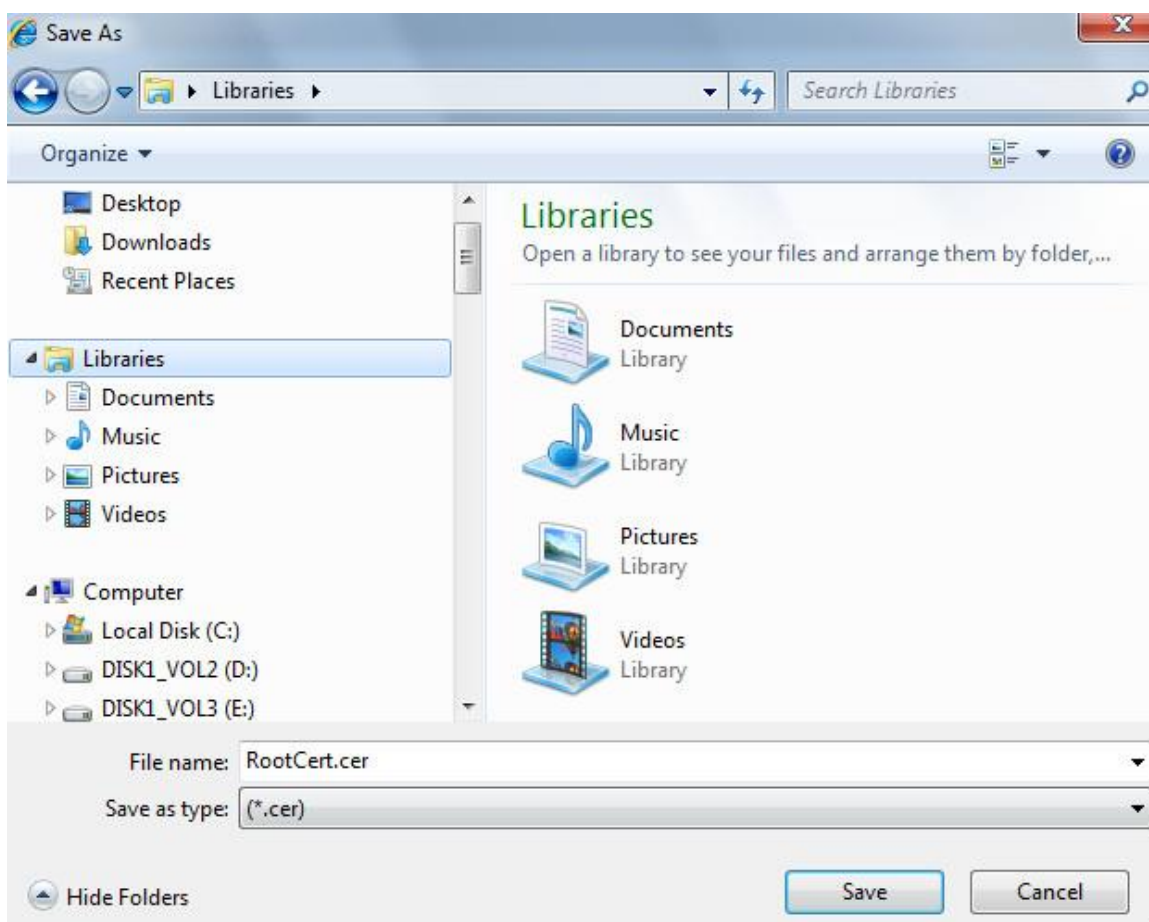 Save As
X
Libraries
Search Libraries
Organize
Desktop
Downloads
Recent Places
Libraries
Documents
Music
Pictures
Videos
Computer
Local Disk (C:)
DISK1_VOL2 (D:)
DISK1_VOL3 (E:)
Libraries
Open a library to see your files and arrange them by folder,...
Documents
Library
Music
Library
Pictures
Library
Videos
Library
File name: RootCert.cer
Save as type: (*.cer)
Hide Folders
Save
Cancel